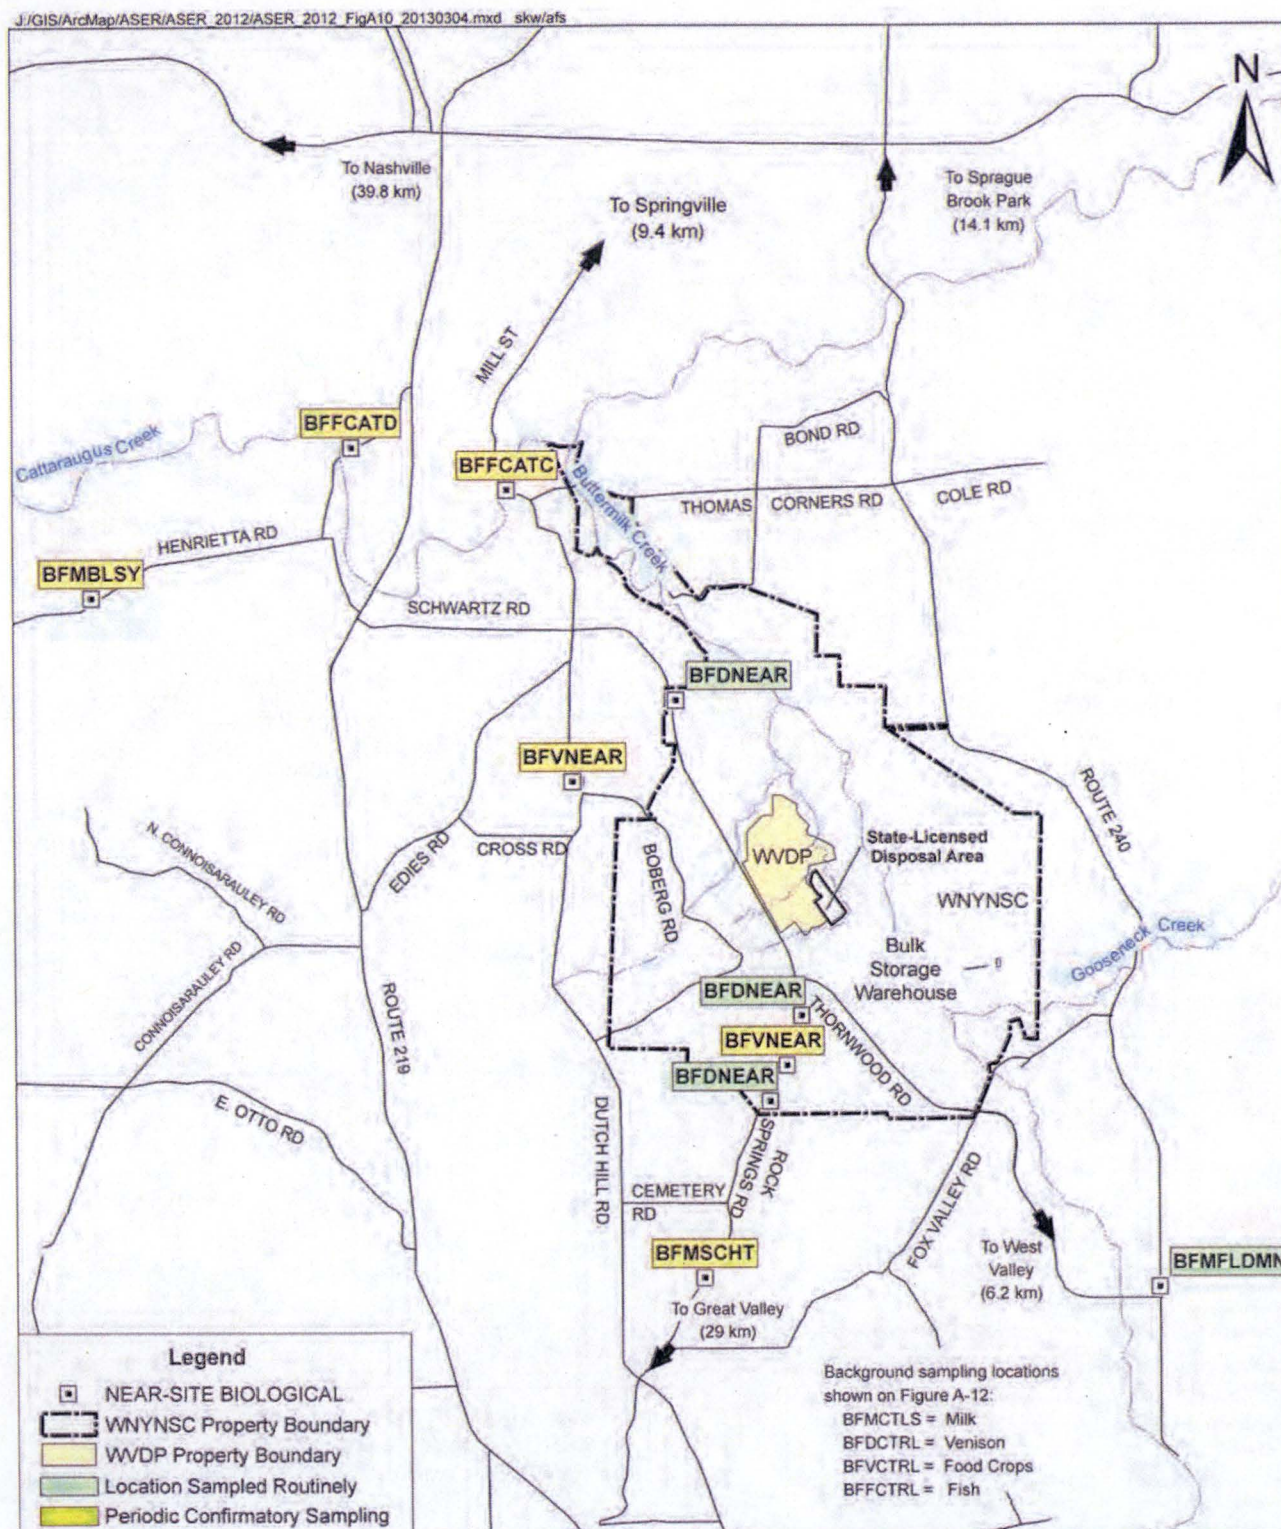 J:/GIS/ArcMap/ASER/ASER_2012/ASER_2012_FigA10_20130304.mxd skw/afs
N
To Nashville
(39.8 km)
To Springville
(9.4 km)
To Sprague
Brook Park
(14.1 km)
MILL ST
BFFCATD
Cattaraugus Creek
BFFCATC
BOND RD
Buttermilk Creek
THOMAS CORNERS RD
COLE RD
HENRIETTA RD
BFMBLSY
SCHWARTZ RD
BFDNEAR
BFVNEAR
ROUTE 240
N. CONNOISARAULEY RD
EDIES RD
CROSS RD
BOBERG RD
WVDP
State-Licensed
Disposal Area
WNYNSC
CONNOISARAULEY RD
Gooseneck Creek
Bulk
Storage
Warehouse
ROUTE 219
BFDNEAR
THORNWOOD RD
BFVNEAR
BFDNEAR
E. OTTO RD
DUTCH HILL RD
ROCK
SPRINGS RD
CEMETERY
RD
FOX VALLEY RD
BFMSCHT
To West
Valley
(6.2 km)
BFMFLDMN
To Great Valley
(29 km)
Legend
NEAR-SITE BIOLOGICAL
WNYNSC Property Boundary
WVDP Property Boundary
Location Sampled Routinely
Periodic Confirmatory Sampling
Background sampling locations
shown on Figure A-12:
BFMCTLS = Milk
BFDCTRL = Venison
BFVCTRL = Food Crops
BFFCTRL = Fish